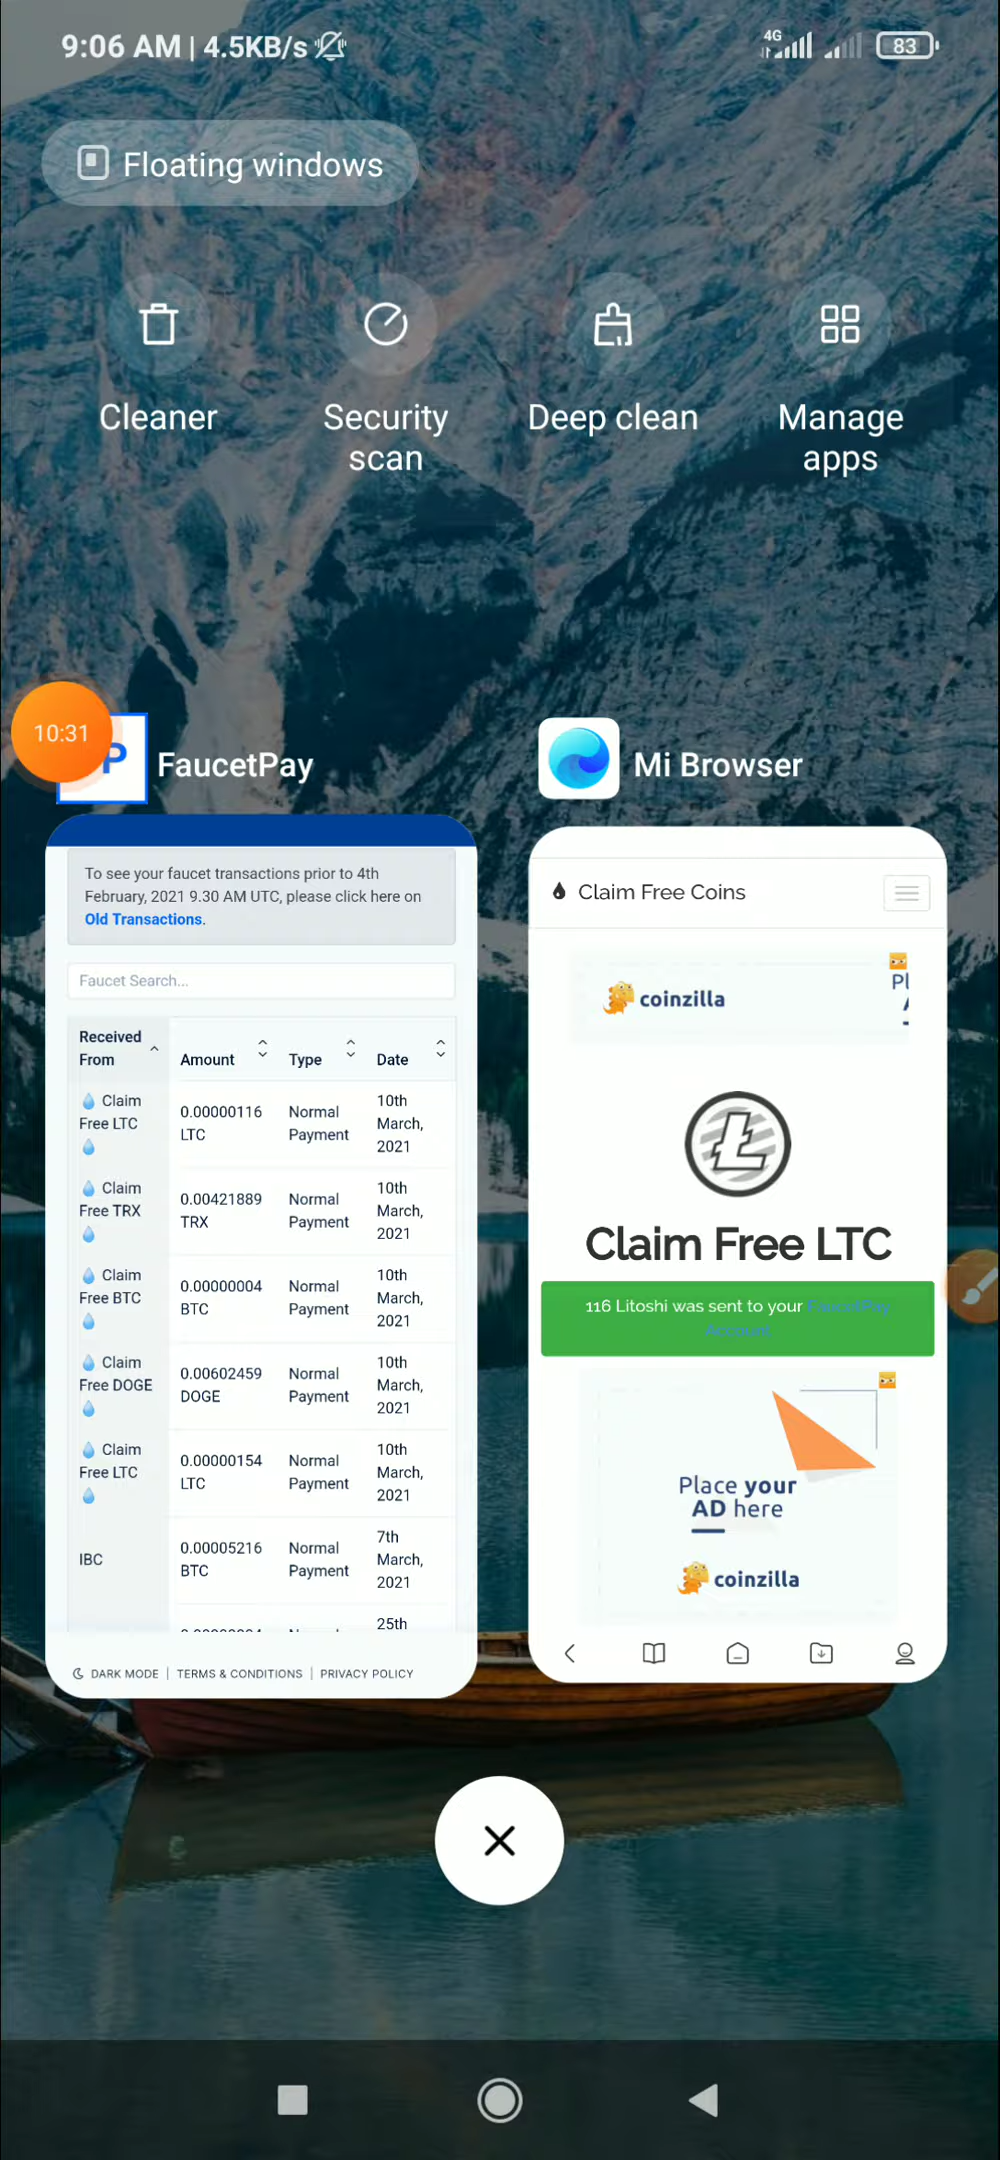 9:06 AM | 4.5KB/s
4G
83
Floating windows
Cleaner
Security
scan
Deep clean
Manage
apps
10:31
P
FaucetPay
Mi Browser
To see your faucet transactions prior to 4th
February, 2021 9.30 AM UTC, please click here on
Old Transactions.
Faucet Search...
Received
From
Amount
Type
Date
Claim
Free LTC
0.00000116
LTC
Normal
Payment
10th
March,
2021
Claim
Free TRX
0.00421889
TRX
Normal
Payment
10th
March,
2021
Claim
Free BTC
0.00000004
BTC
Normal
Payment
10th
March,
2021
Claim
Free DOGE
0.00602459
DOGE
Normal
Payment
10th
March,
2021
Claim
Free LTC
0.00000154
LTC
Normal
Payment
10th
March,
2021
IBC
0.00005216
BTC
Normal
Payment
7th
March,
2021
25th
DARK MODE | TERMS & CONDITIONS | PRIVACY POLICY
Claim Free Coins
coinzilla
Pl
Claim Free LTC
116 Litoshi was sent to your FaucetPay
Account
Place your
AD here
coinzilla